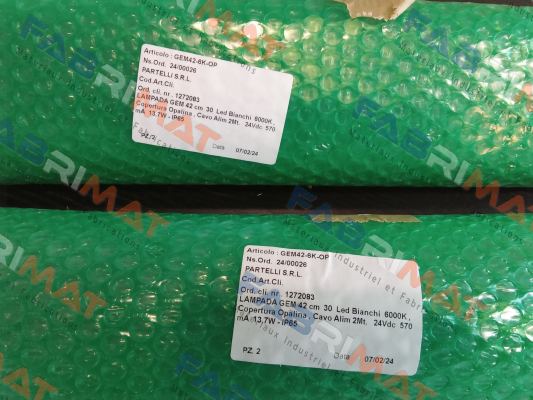 Articolo : GEM42-6K-OP
Ns.Ord. 24/00026
PARTELLI S.R.L.
Cod.Art.Cli.
Ord. cli. nr. 1272083
LAMPADA GEM 42 cm 30 Led Bianchi 6000K ,
Copertura Opalina , Cavo Alim 2Mt. 24Vdc 570
mA 13,7W - IP65
Data 07/02/24
Articolo : GEM42-6K-OP
Ns.Ord. 24/00026
PARTELLI S.R.L.
Cod.Art.Cli.
Ord. cli. nr. 1272083
LAMPADA GEM 42 cm 30 Led Bianchi 6000K ,
Copertura Opalina , Cavo Alim 2Mt. 24Vdc 570
mA 13,7W - IP65
PZ. 2 Data 07/02/24
FABRIMAT
FABRIMAT
FABRIMAT